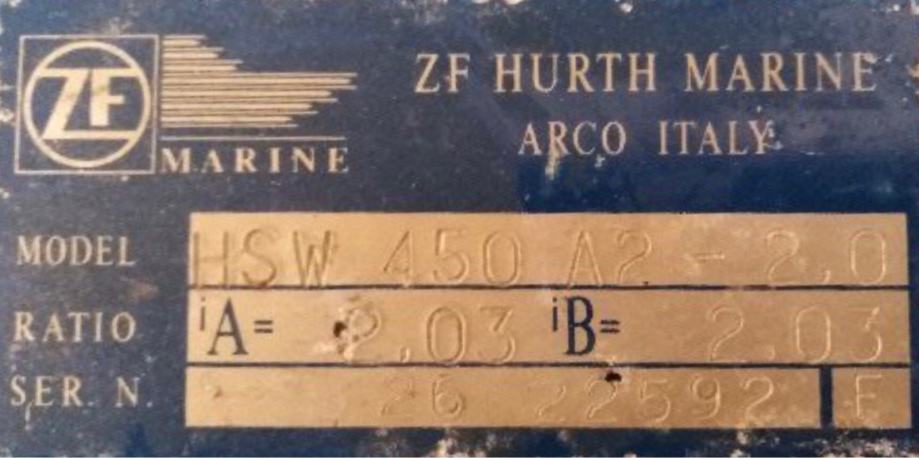 ZF MARINE
ZF HURTH MARINE
ARCO ITALY
MODEL HSW 450 A2 - 2.0
RATIO iA= 2.03 iB= 2.03
SER. N. 26 22592 F